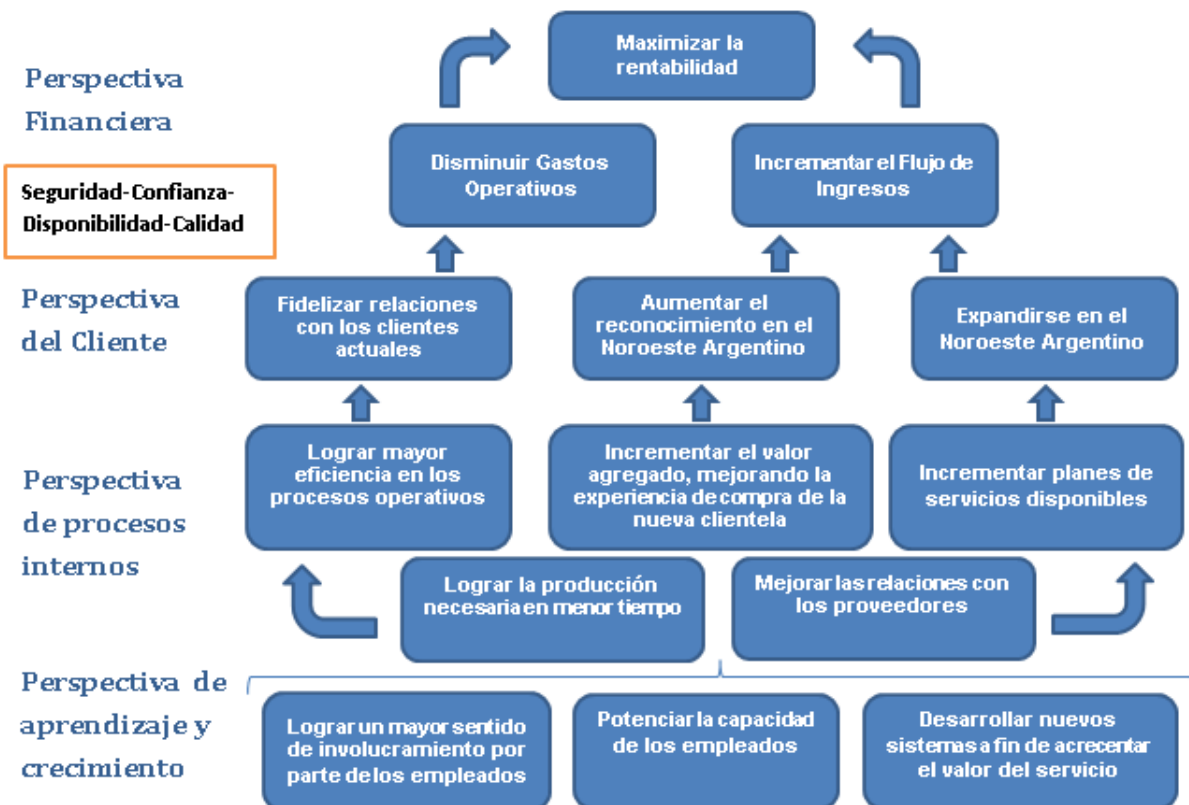 Maximizar la
rentabilidad
Perspectiva
Financiera
Disminuir Gastos
Operativos
Incrementar el Flujo de
Ingresos
Seguridad-Confianza-
Disponibilidad-Calidad
Perspectiva
del Cliente
Fidelizar relaciones
con los clientes
actuales
Aumentar el
reconocimiento en el
Noroeste Argentino
Expandirse en el
Noroeste Argentino
Perspectiva
de procesos
internos
Lograr mayor
eficiencia en los
procesos operativos
Incrementar el valor
agregado, mejorando la
experiencia de compra de la
nueva clientela
Incrementar planes de
servicios disponibles
Lograr la producción
necesaria en menor tiempo
Mejorar las relaciones con
los proveedores
Perspectiva de
aprendizaje y
crecimiento
Lograr un mayor sentido
de involucramiento por
parte de los empleados
Potenciar la capacidad
de los empleados
Desarrollar nuevos
sistemas a fin de acrecentar
el valor del servicio